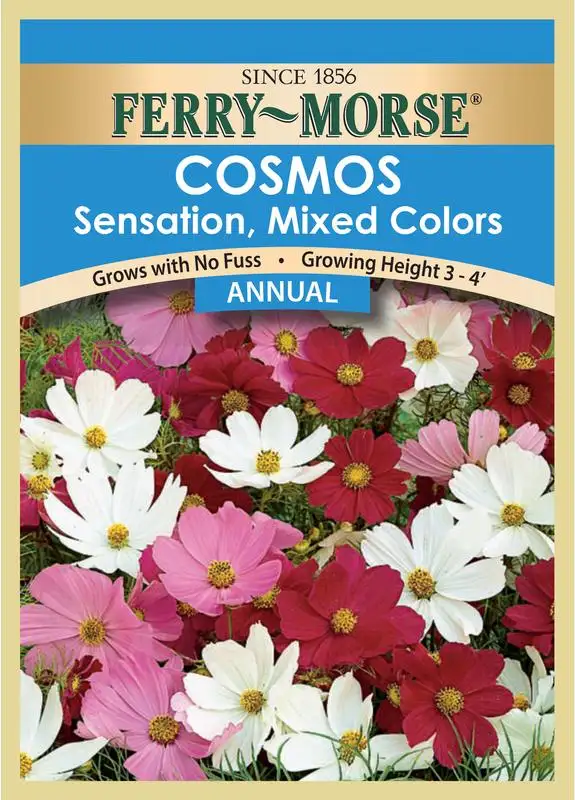 SINCE 1856
FERRY~MORSE®
COSMOS
Sensation, Mixed Colors
Grows with No Fuss • Growing Height 3 - 4'
ANNUAL